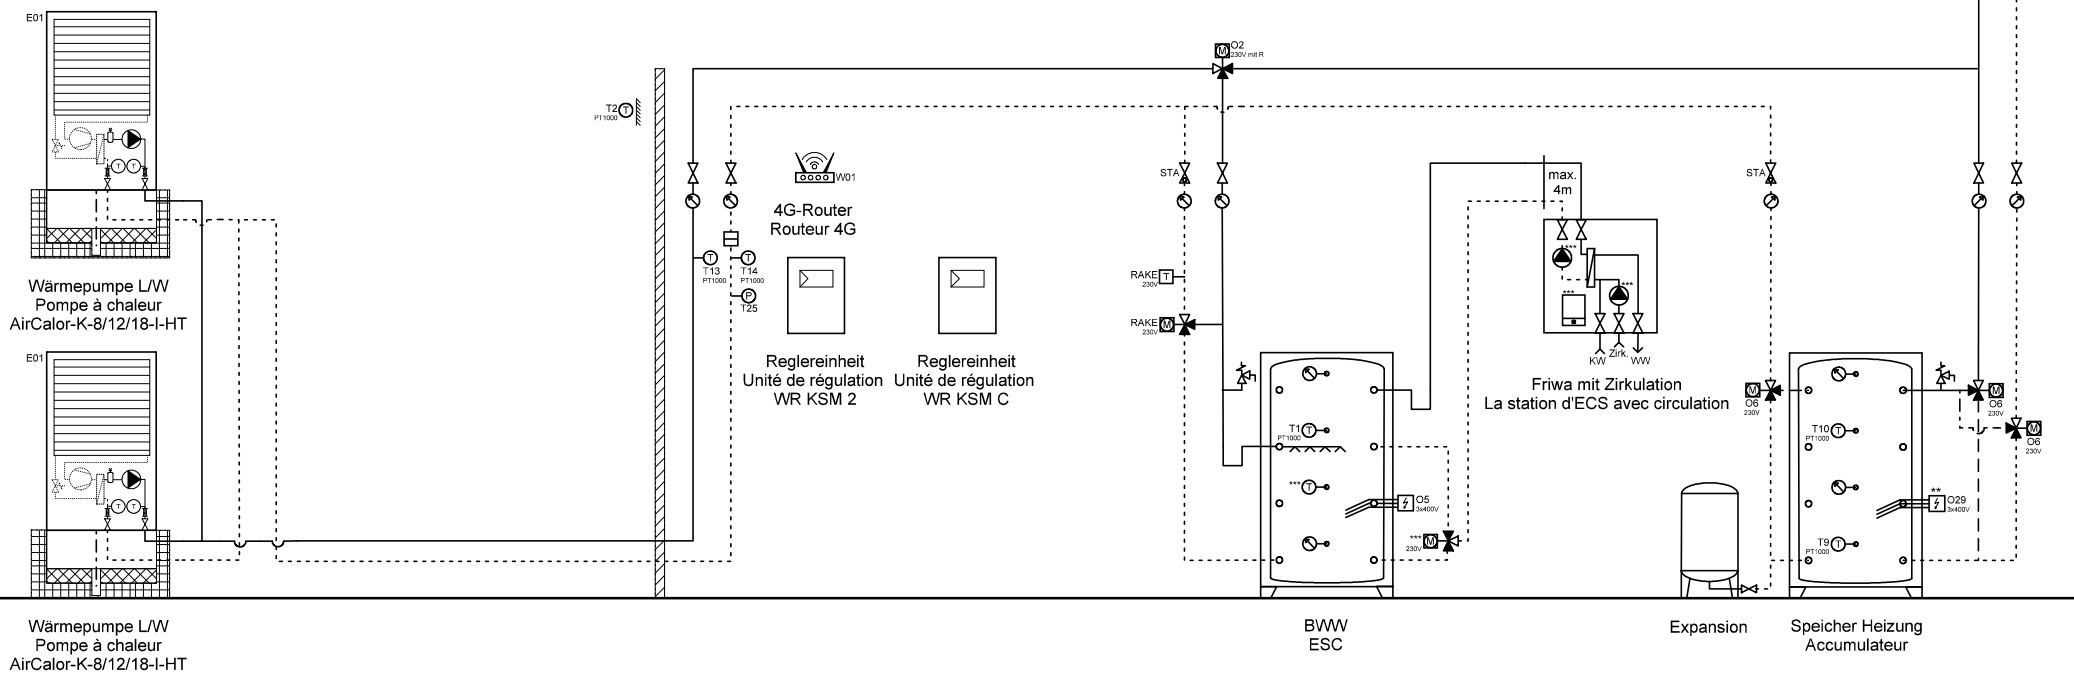 E01
Wärmepumpe L/W
Pompe à chaleur
AirCalor-K-8/12/18-I-HT
E01
Wärmepumpe L/W
Pompe à chaleur
AirCalor-K-8/12/18-I-HT
T
T
T
T
T2
PT1000
T
T
T13
PT1000
T
T14
PT1000
P
T25
W01
4G-Router
Routeur 4G
Reglereinheit
Unité de régulation
WR KSM 2
Reglereinheit
Unité de régulation
WR KSM C
M
O2
230V mit R
STA
RAKE
230V
T
RAKE
230V
M
T1
PT1000
T
***
T
O5
3x400V
***
230V
M
BWW
ESC
max.
4m
***
***
***
KW
Zirk.
WW
Friwa mit Zirkulation
La station d'ECS avec circulation
STA
M
O6
230V
M
O6
230V
M
O6
230V
T10
PT1000
T
**
O29
3x400V
T9
PT1000
T
Expansion
Speicher Heizung
Accumulateur